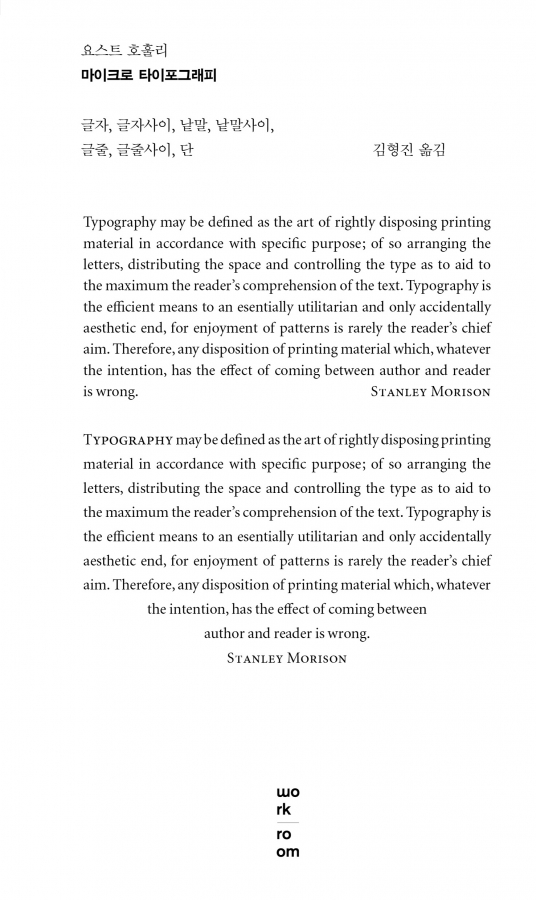 요스트 호훌리
마이크로 타이포그래피
글자, 글자사이, 낱말, 낱말사이,
글줄, 글줄사이, 단
김형진 옮김
Typography may be defined as the art of rightly disposing printing
material in accordance with specific purpose; of so arranging the
letters, distributing the space and controlling the type as to aid to
the maximum the reader’s comprehension of the text. Typography is
the efficient means to an esentially utilitarian and only accidentally
aesthetic end, for enjoyment of patterns is rarely the reader’s chief
aim. Therefore, any disposition of printing material which, whatever
the intention, has the effect of coming between author and reader
is wrong. Stanley Morison
Typography may be defined as the art of rightly disposing printing
material in accordance with specific purpose; of so arranging the
letters, distributing the space and controlling the type as to aid to
the maximum the reader’s comprehension of the text. Typography is
the efficient means to an esentially utilitarian and only accidentally
aesthetic end, for enjoyment of patterns is rarely the reader’s chief
aim. Therefore, any disposition of printing material which, whatever
the intention, has the effect of coming between
author and reader is wrong.
Stanley Morison
wo
rk
ro
om